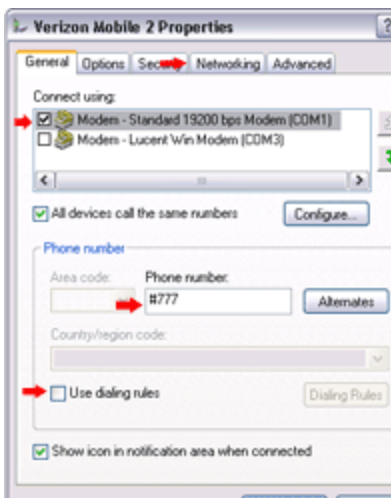 Verizon Mobile 2 Properties
?
General Options Security Networking Advanced
Connect using:
Modem - Standard 19200 bps Modem (COM1)
Modem - Lucent Win Modem (COM3)
All devices call the same numbers Configure...
Phone number
Area code: Phone number:
#777 Alternates
Country/region code:
Use dialing rules Dialing Rules
Show icon in notification area when connected